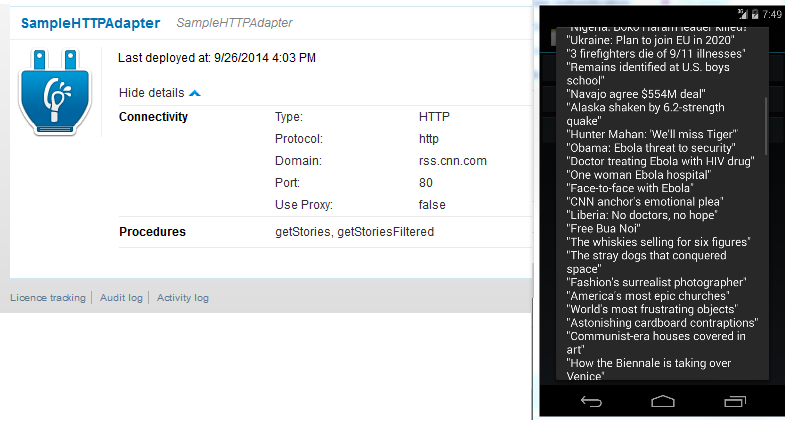 SampleHTTPAdapter SampleHTTPAdapter
Last deployed at: 9/26/2014 4:03 PM
Hide details
Connectivity Type: HTTP
Protocol: http
Domain: rss.cnn.com
Port: 80
Use Proxy: false
Procedures getStories, getStoriesFiltered
Licence tracking Audit log Activity log
3G 7:49
"Nigeria: Boko Haram leader killed?"
"Ukraine: Plan to join EU in 2020"
"3 firefighters die of 9/11 illnesses"
"Remains identified at U.S. boys
school"
"Navajo agree $554M deal"
"Alaska shaken by 6.2-strength
quake"
"Hunter Mahan: 'We'll miss Tiger'"
"Obama: Ebola threat to security"
"Doctor treating Ebola with HIV drug"
"One woman Ebola hospital"
"Face-to-face with Ebola"
"CNN anchor's emotional plea"
"Liberia: No doctors, no hope"
"Free Bua Noi"
"The whiskies selling for six figures"
"The stray dogs that conquered
space"
"Fashion's surrealist photographer"
"America's most epic churches"
"World's most frustrating objects"
"Astonishing cardboard contraptions"
"Communist-era houses covered in
art"
"How the Biennale is taking over
Venice"